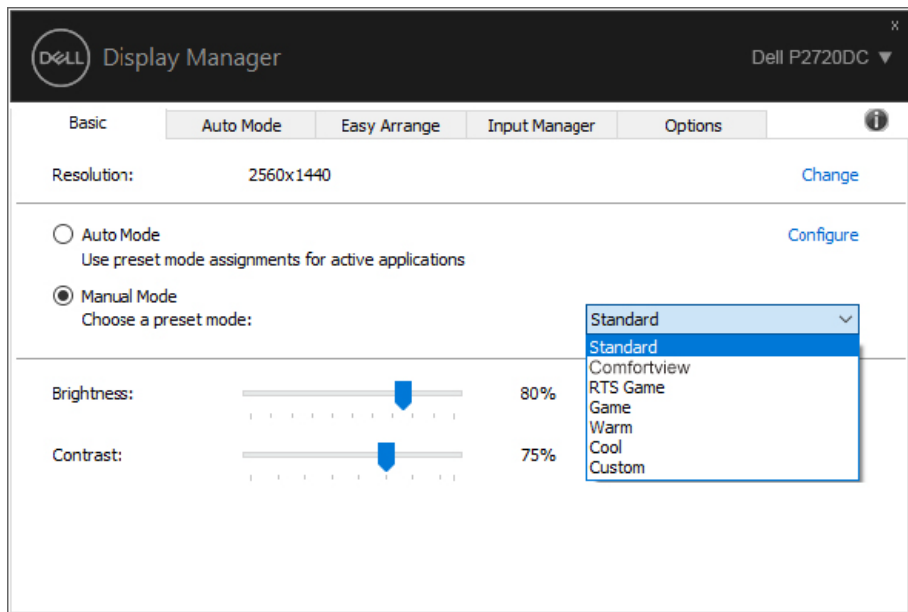 x
DELL Display Manager
Dell P2720DC ▼
Basic Auto Mode Easy Arrange Input Manager Options
Resolution: 2560x1440 Change
Auto Mode Configure
Use preset mode assignments for active applications
Manual Mode
Choose a preset mode: Standard
Standard
Comfortview
RTS Game
Game
Warm
Cool
Custom
Brightness: 80%
Contrast: 75%